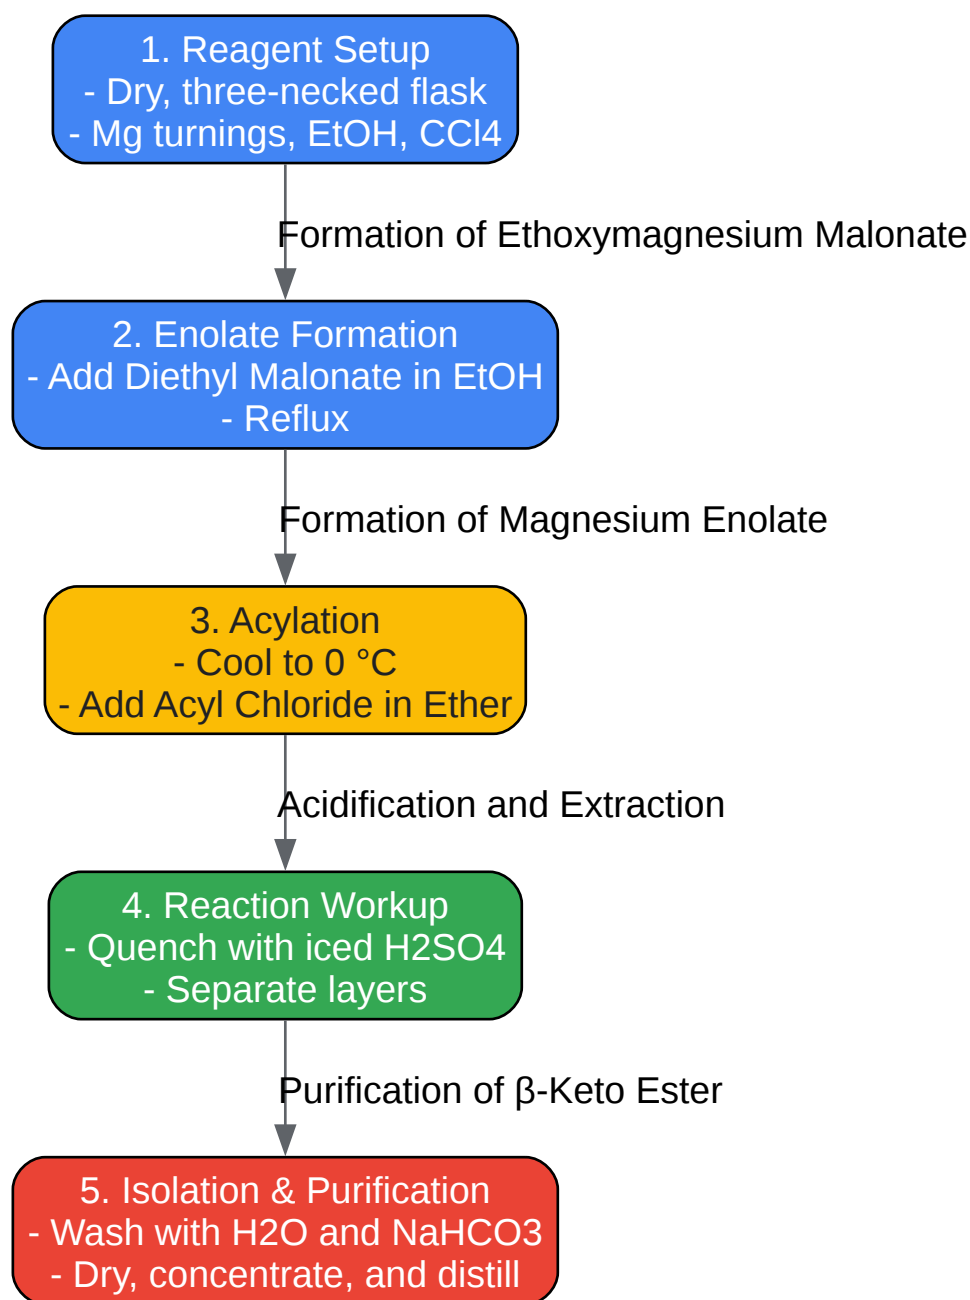 1. Reagent Setup
- Dry, three-necked flask
- Mg turnings, EtOH, CCl4
Formation of Ethoxymagnesium Malonate
2. Enolate Formation
- Add Diethyl Malonate in EtOH
- Reflux
Formation of Magnesium Enolate
3. Acylation
- Cool to 0 °C
- Add Acyl Chloride in Ether
Acidification and Extraction
4. Reaction Workup
- Quench with iced H2SO4
- Separate layers
Purification of β-Keto Ester
5. Isolation & Purification
- Wash with H2O and NaHCO3
- Dry, concentrate, and distill